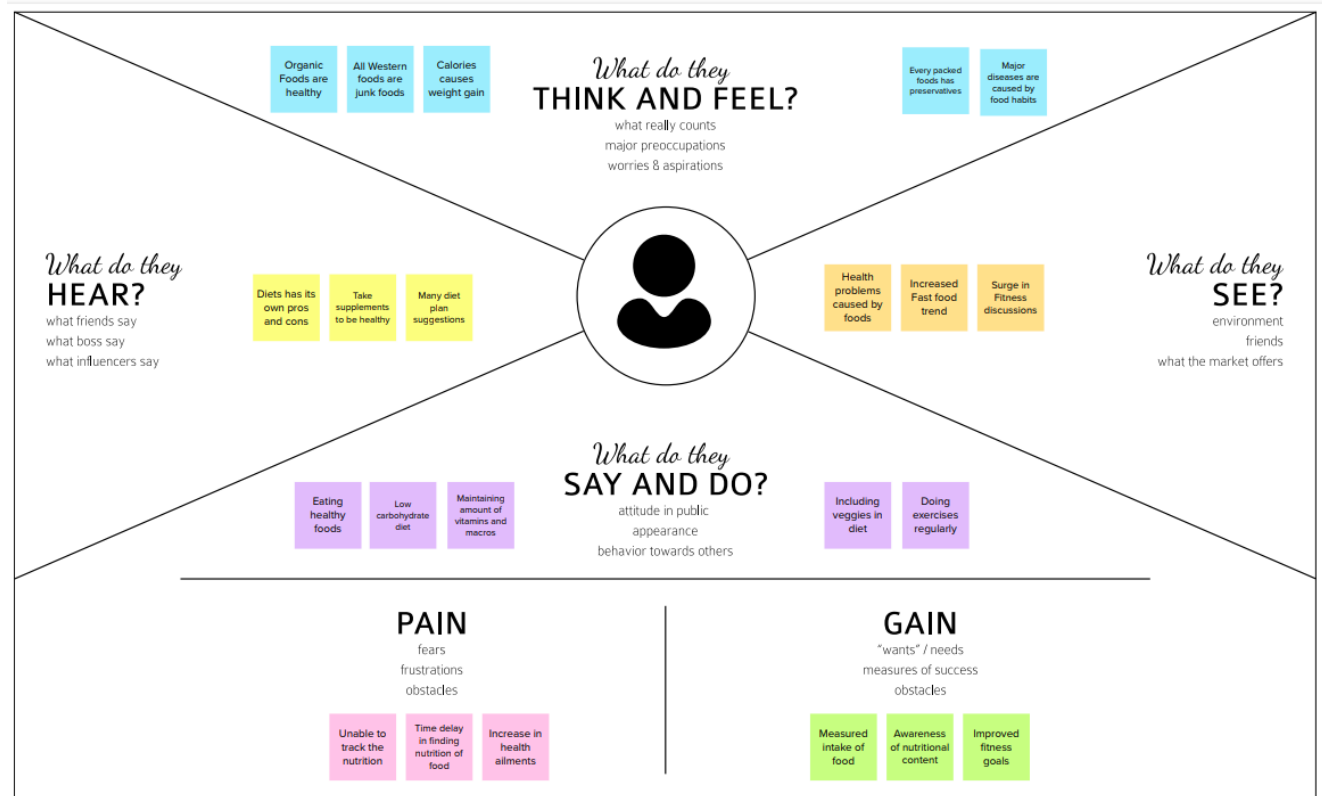 Organic
Foods are
healthy
All Western
foods are
junk foods
Calories
causes
weight gain
What do they
THINK AND FEEL?
what really counts
major preoccupations
worries & aspirations
Every packed
foods has
preservatives
Major
diseases are
caused by
food habits
What do they
HEAR?
what friends say
what boss say
what influencers say
Diets has its
own pros
and cons
Take
supplements
to be healthy
Many diet
plan
suggestions
Health
problems
caused by
foods
Increased
Fast food
trend
Surge in
Fitness
discussions
What do they
SEE?
environment
friends
what the market offers
What do they
SAY AND DO?
attitude in public
appearance
behavior towards others
Eating
healthy
foods
Low
carbohydrate
diet
Maintaining
amount of
vitamins and
macros
Including
veggies in
diet
Doing
exercises
regularly
PAIN
fears
frustrations
obstacles
Unable to
track the
nutrition
Time delay
in finding
nutrition of
food
Increase in
health
ailments
GAIN
“wants” / needs
measures of success
obstacles
Measured
intake of
food
Awareness
of nutritional
content
Improved
fitness
goals